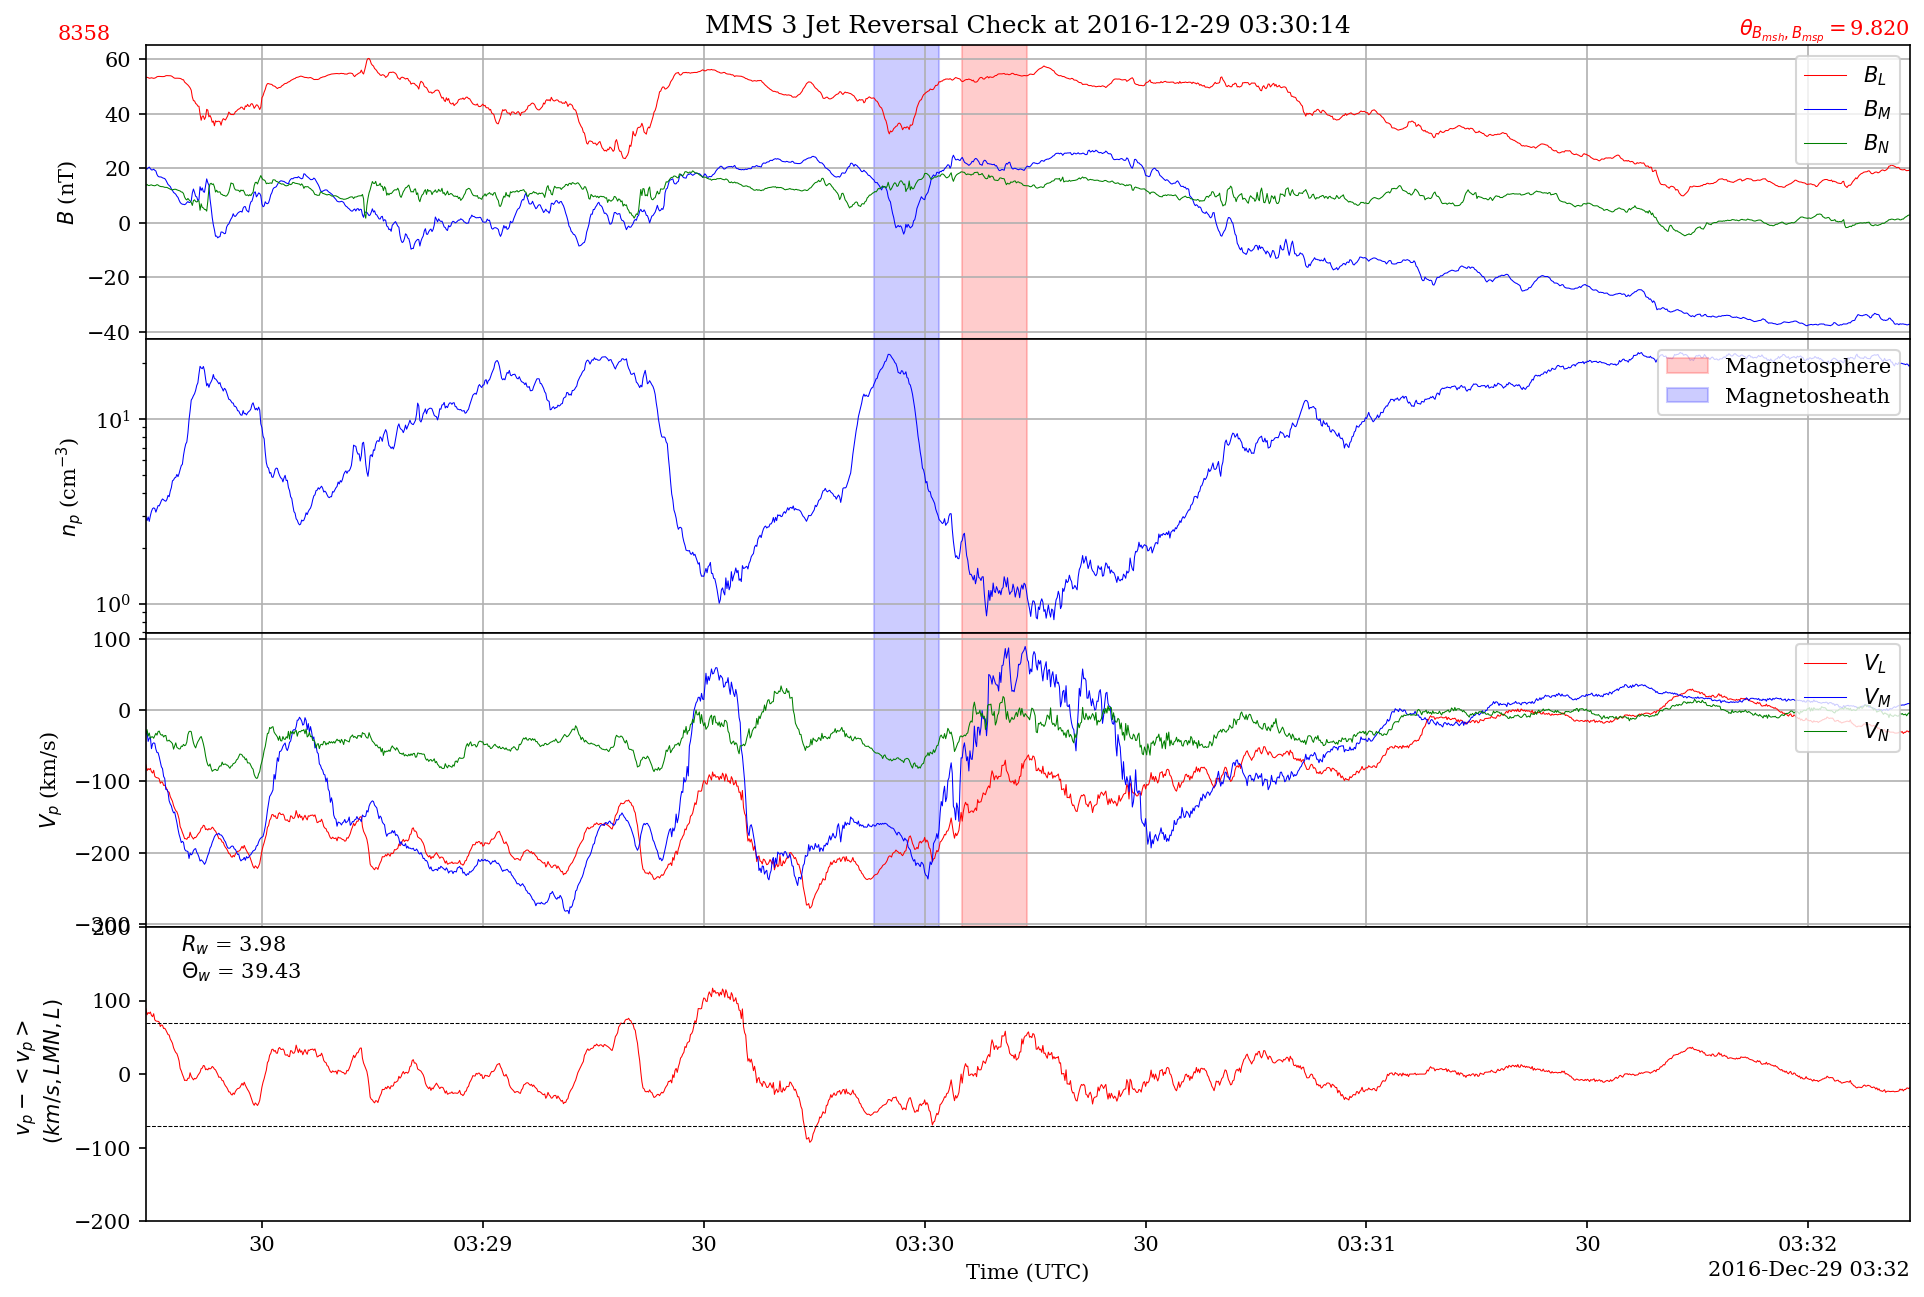 MMS 3 Jet Reversal Check at 2016-12-29 03:30:14
8358
θ_{B_{msh}, B_{msp}} = 9.820
60
40
20
0
−20
−40
B (nT)
B_L
B_M
B_N
10^1
10^0
n_p (cm^{−3})
Magnetosphere
Magnetosheath
100
0
−100
−200
−300
V_p (km/s)
V_L
V_M
V_N
200
100
0
−100
−200
v_p − <v_p>
(km/s, LMN, L)
R_w = 3.98
Θ_w = 39.43
30 03:29 30 03:30 30 03:31 30 03:32
Time (UTC)
2016-Dec-29 03:32